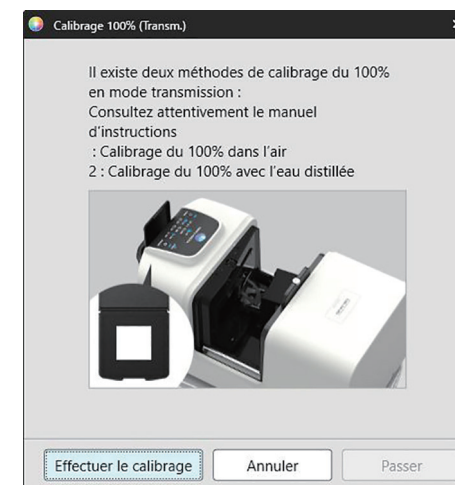 Calibrage 100% (Transm.)
Il existe deux méthodes de calibrage du 100%
en mode transmission :
Consultez attentivement le manuel
d'instructions
: Calibrage du 100% dans l'air
2 : Calibrage du 100% avec l'eau distillée
Effectuer le calibrage
Annuler
Passer